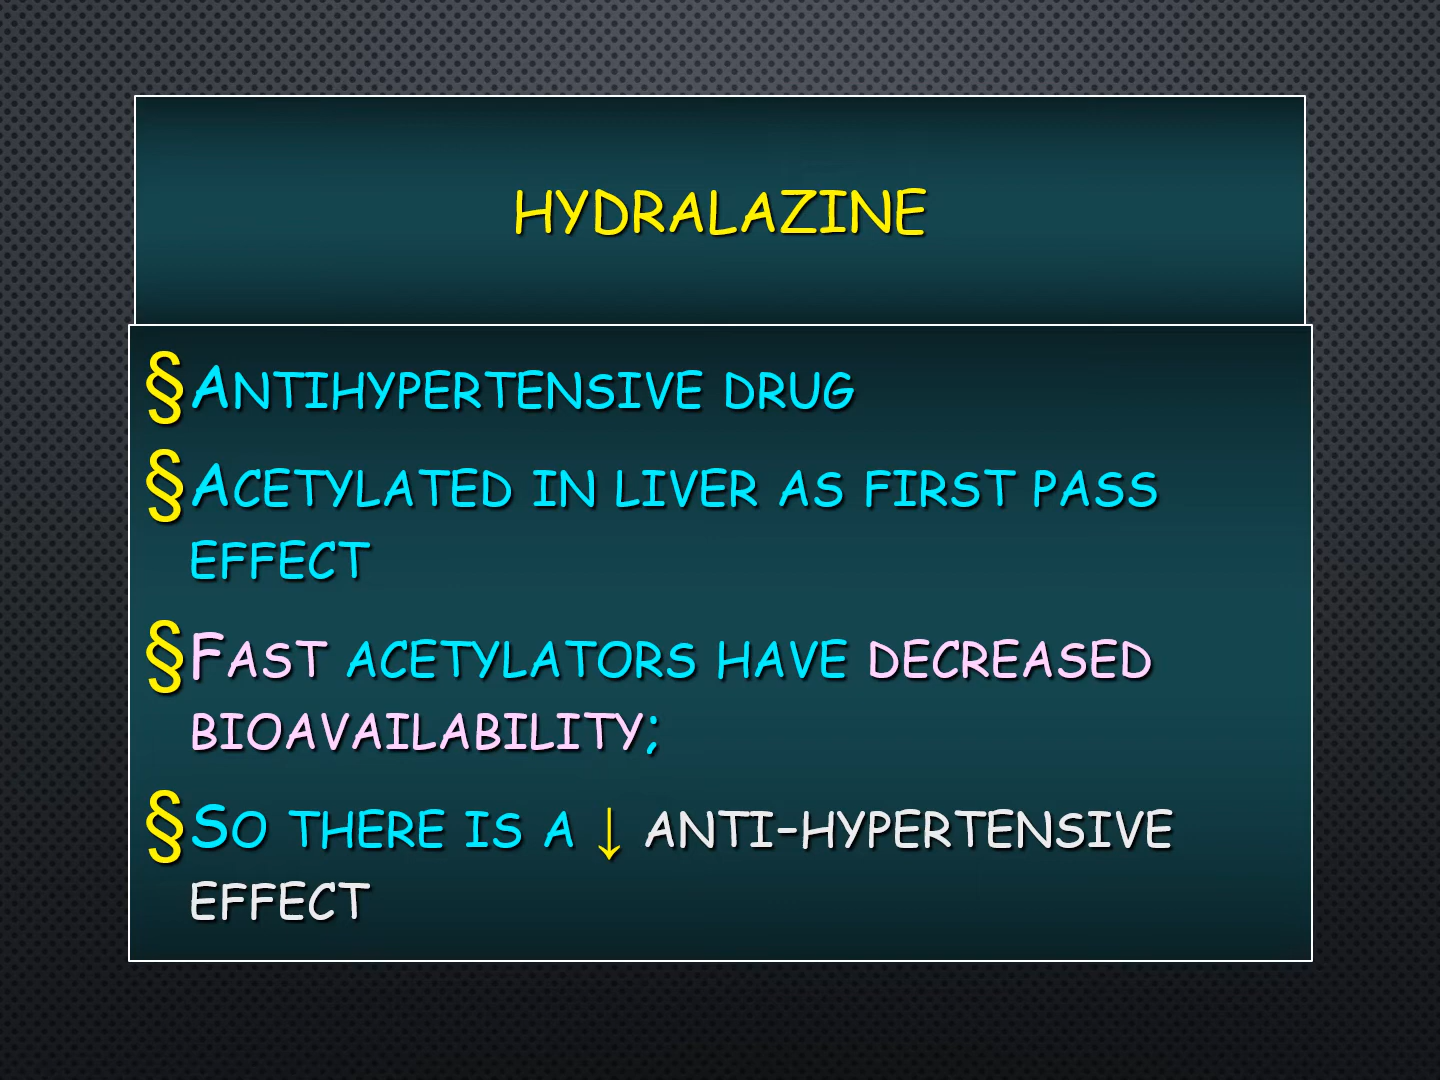 HYDRALAZINE
§ANTIHYPERTENSIVE DRUG
§ACETYLATED IN LIVER AS FIRST PASS
EFFECT
§FAST ACETYLATORS HAVE DECREASED
BIOAVAILABILITY;
§SO THERE IS A ↓ ANTI-HYPERTENSIVE
EFFECT